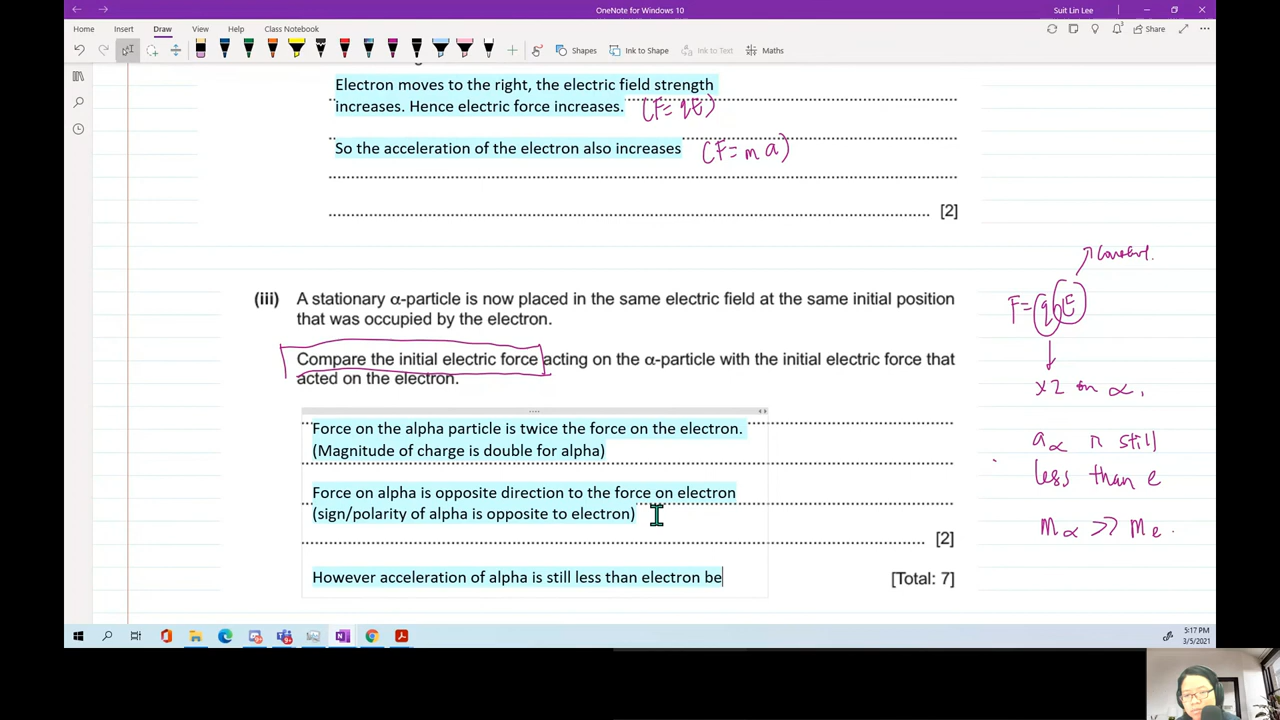 OneNote for Windows 10
Suit Lin Lee
Home Insert Draw View Help Class Notebook
Share
Shapes Ink to Shape Ink to Text Maths
Electron moves to the right, the electric field strength
increases. Hence electric force increases. (F= qE)
So the acceleration of the electron also increases (F= m a)
[2]
(iii) A stationary α-particle is now placed in the same electric field at the same initial position
that was occupied by the electron.
Compare the initial electric force acting on the α-particle with the initial electric force that
acted on the electron.
Force on the alpha particle is twice the force on the electron.
(Magnitude of charge is double for alpha)
Force on alpha is opposite direction to the force on electron
(sign/polarity of alpha is opposite to electron)
[2]
However acceleration of alpha is still less than electron be
[Total: 7]
F= qE
x2 on α,
aα is still
less than e
mα >> me.
5:17 PM
3/5/2021